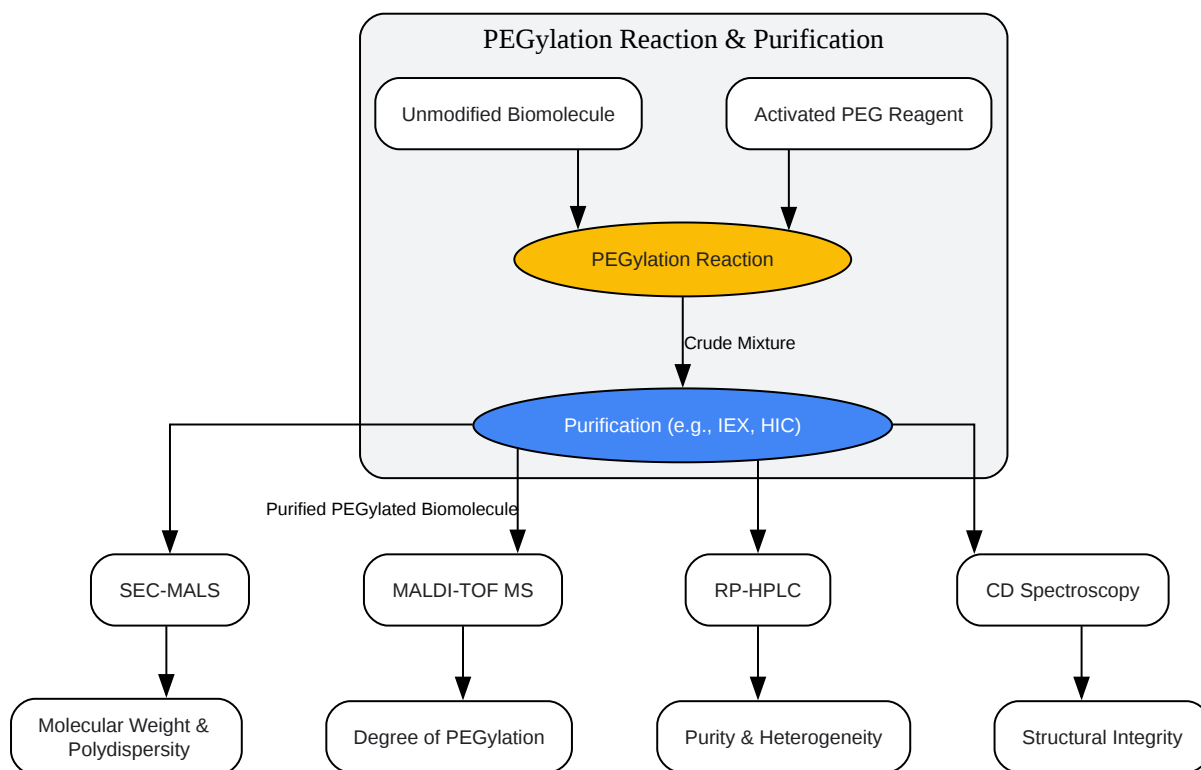 PEGylation Reaction & Purification
Unmodified Biomolecule
Activated PEG Reagent
PEGylation Reaction
Crude Mixture
Purification (e.g., IEX, HIC)
Purified PEGylated Biomolecule
SEC-MALS
MALDI-TOF MS
RP-HPLC
CD Spectroscopy
Molecular Weight &
Polydispersity
Degree of PEGylation
Purity & Heterogeneity
Structural Integrity